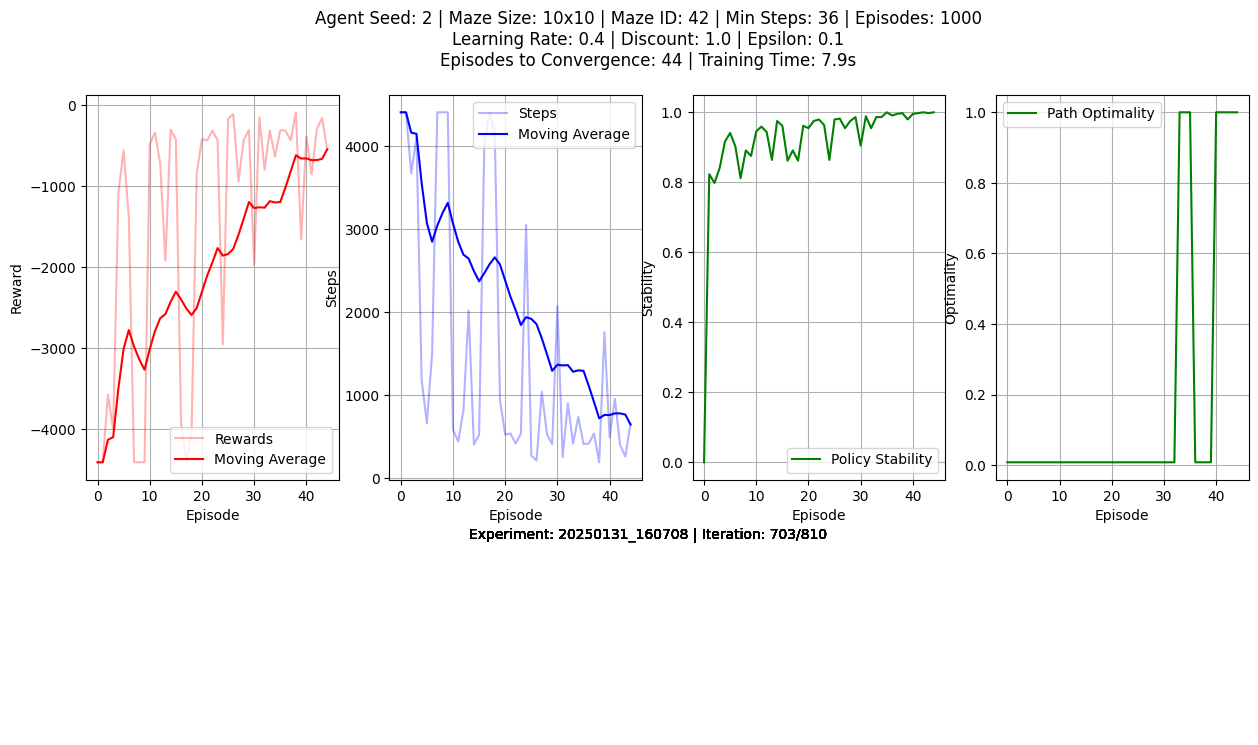 Agent Seed: 2 | Maze Size: 10x10 | Maze ID: 42 | Min Steps: 36 | Episodes: 1000
Learning Rate: 0.4 | Discount: 1.0 | Epsilon: 0.1
Episodes to Convergence: 44 | Training Time: 7.9s
0
−1000
−2000
−3000
−4000
Reward
Rewards
Moving Average
0 10 20 30 40
Episode
4000
3000
2000
1000
0
Steps
Steps
Moving Average
0 10 20 30 40
Episode
1.0
0.8
0.6
0.4
0.2
0.0
Stability
Policy Stability
0 10 20 30 40
Episode
1.0
0.8
0.6
0.4
0.2
0.0
Optimality
Path Optimality
0 10 20 30 40
Episode
Experiment: 20250131_160708 | Iteration: 703/810